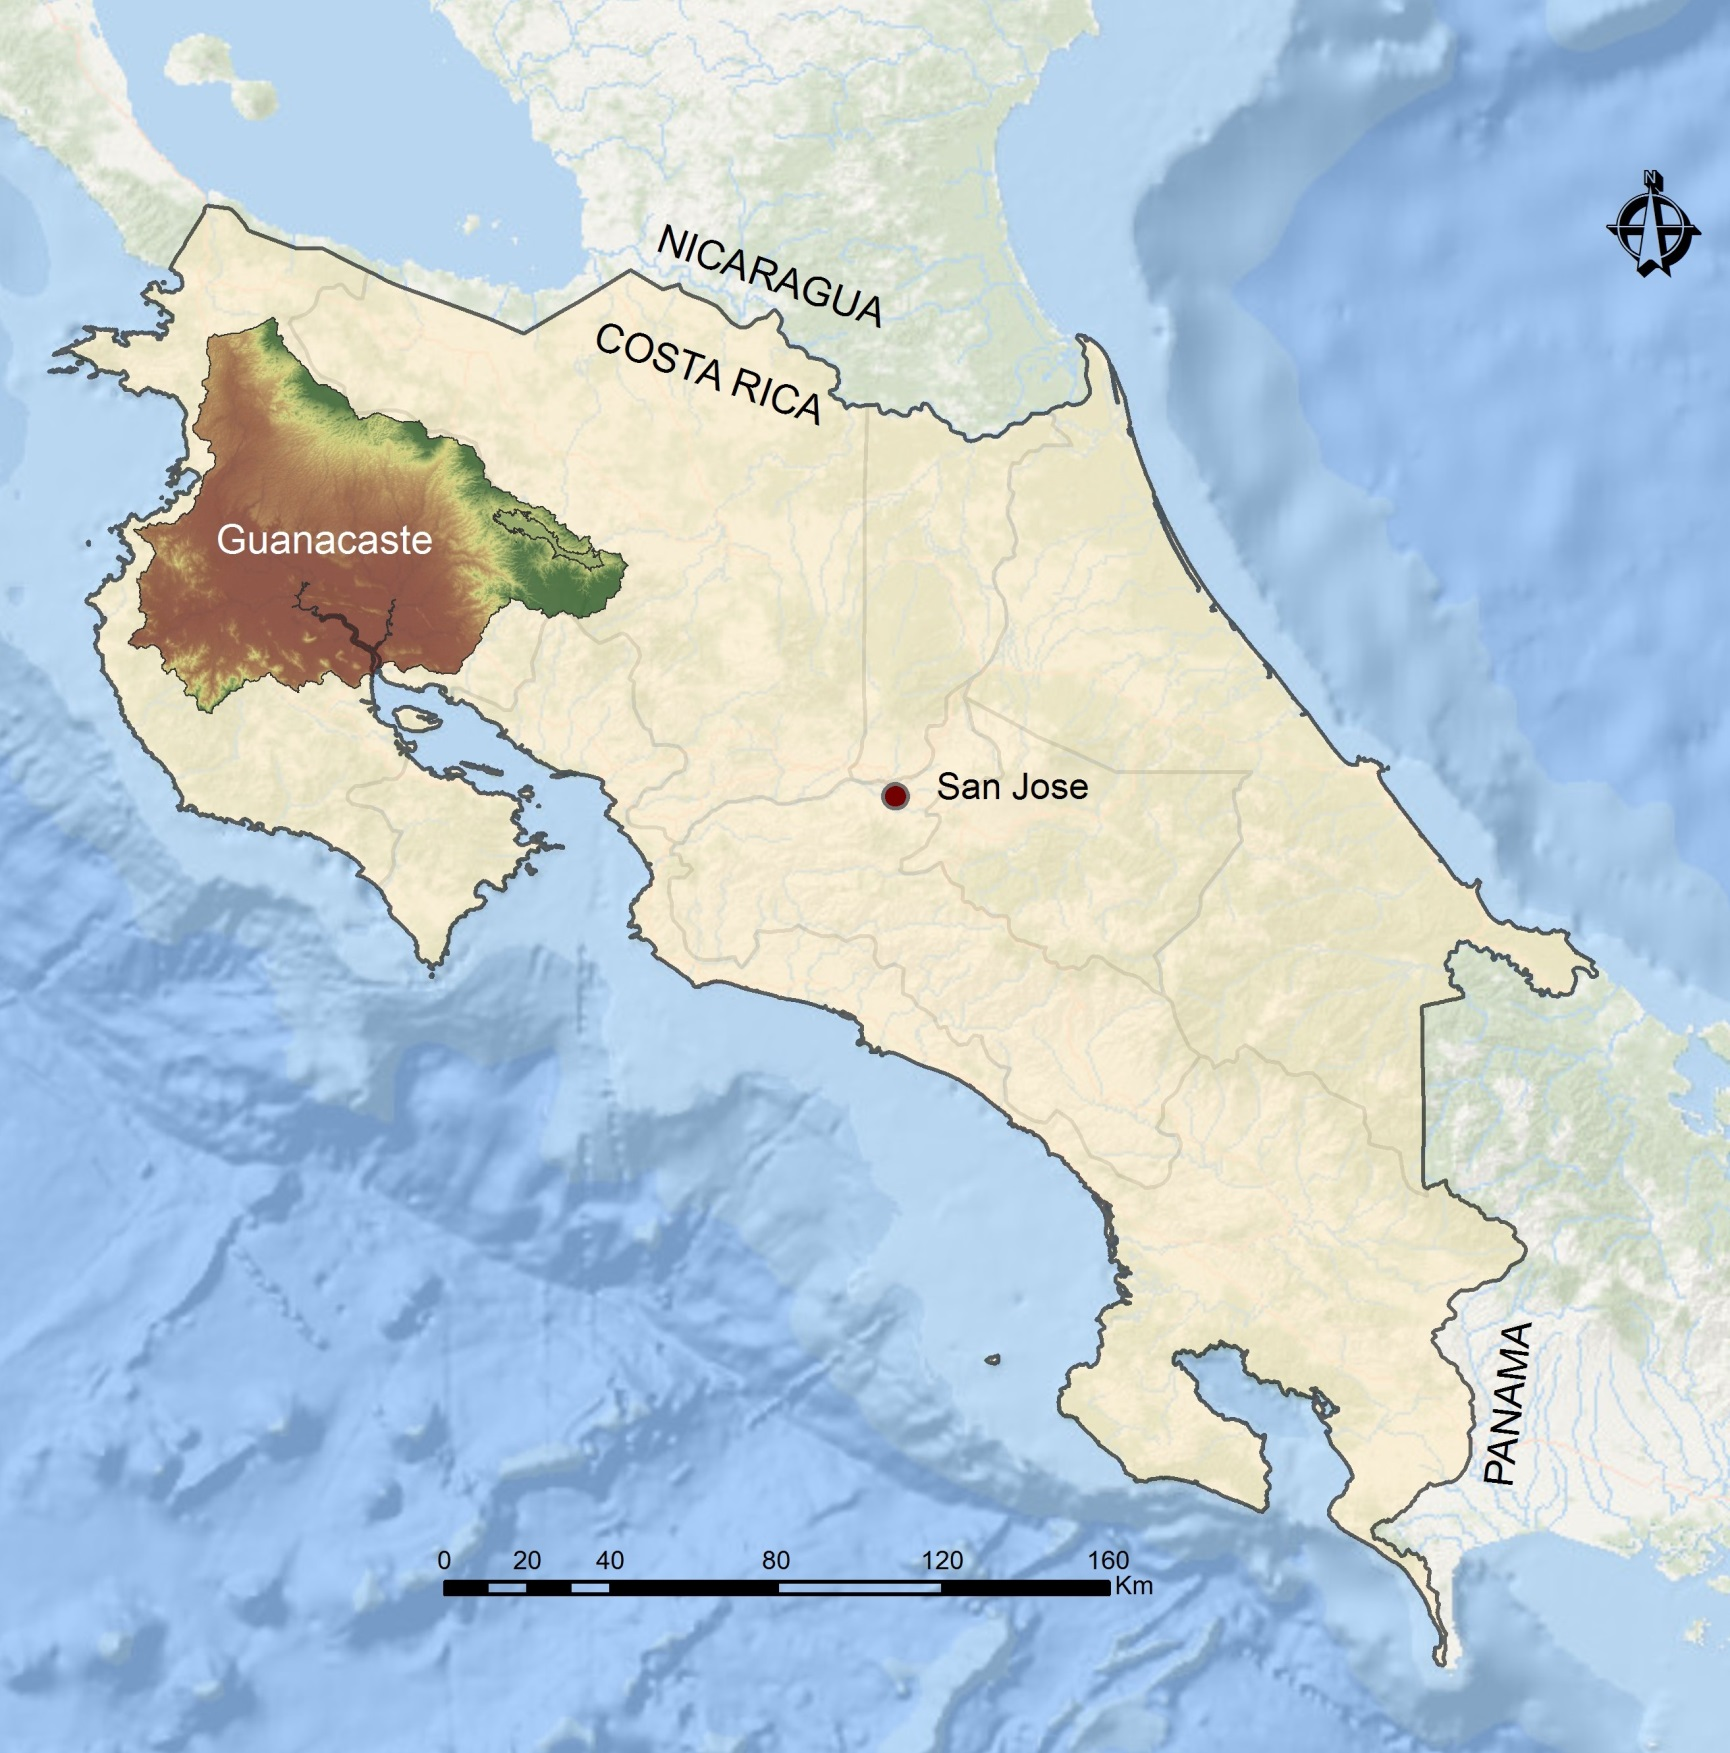 N
NICARAGUA
COSTA RICA
Guanacaste
San Jose
PANAMA
0 20 40 80 120 160
Km